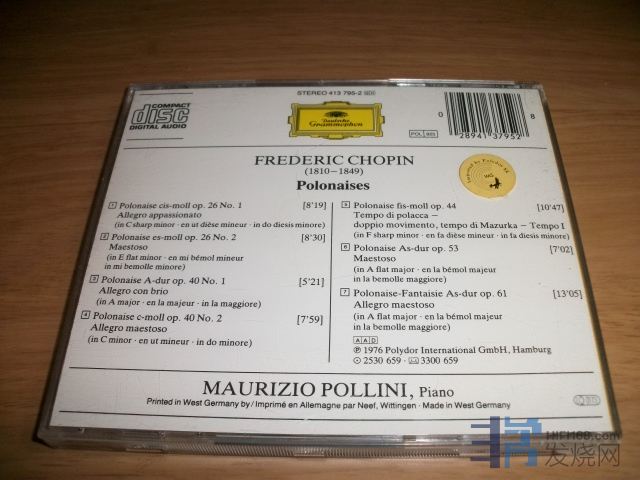 COMPACT
disc
DIGITAL AUDIO
STEREO 413 795-2
Deutsche
Grammophon
POL 920
0 28941 37952 8
FREDERIC CHOPIN
(1810–1849)
Polonaises
Imported by Polydor
1 Polonaise cis-moll op. 26 No. 1 [8'19]
Allegro appassionato
(in C sharp minor · en ut dièse mineur · in do diesis minore)
2 Polonaise es-moll op. 26 No. 2 [8'30]
Maestoso
(in E flat minor · en mi bémol mineur
in mi bemolle minore)
3 Polonaise A-dur op. 40 No. 1 [5'21]
Allegro con brio
(in A major · en la majeur · in la maggiore)
4 Polonaise c-moll op. 40 No. 2 [7'59]
Allegro maestoso
(in C minor · en ut mineur · in do minore)
5 Polonaise fis-moll op. 44 [10'47]
Tempo di polacca –
doppio movimento, tempo di Mazurka – Tempo I
(in F sharp minor · en fa dièse mineur · in fa diesis minore)
6 Polonaise As-dur op. 53 [7'02]
Maestoso
(in A flat major · en la bémol majeur
in la bemolle maggiore)
7 Polonaise-Fantaisie As-dur op. 61 [13'05]
Allegro maestoso
(in A flat major · en la bémol majeur
in la bemolle maggiore)
A A D
℗ 1976 Polydor International GmbH, Hamburg
2530 659 · 3300 659
MAURIZIO POLLINI, Piano
Printed in West Germany by / Imprimé en Allemagne par Neef, Wittingen · Made in West Germany
HIFI168.com
发烧网